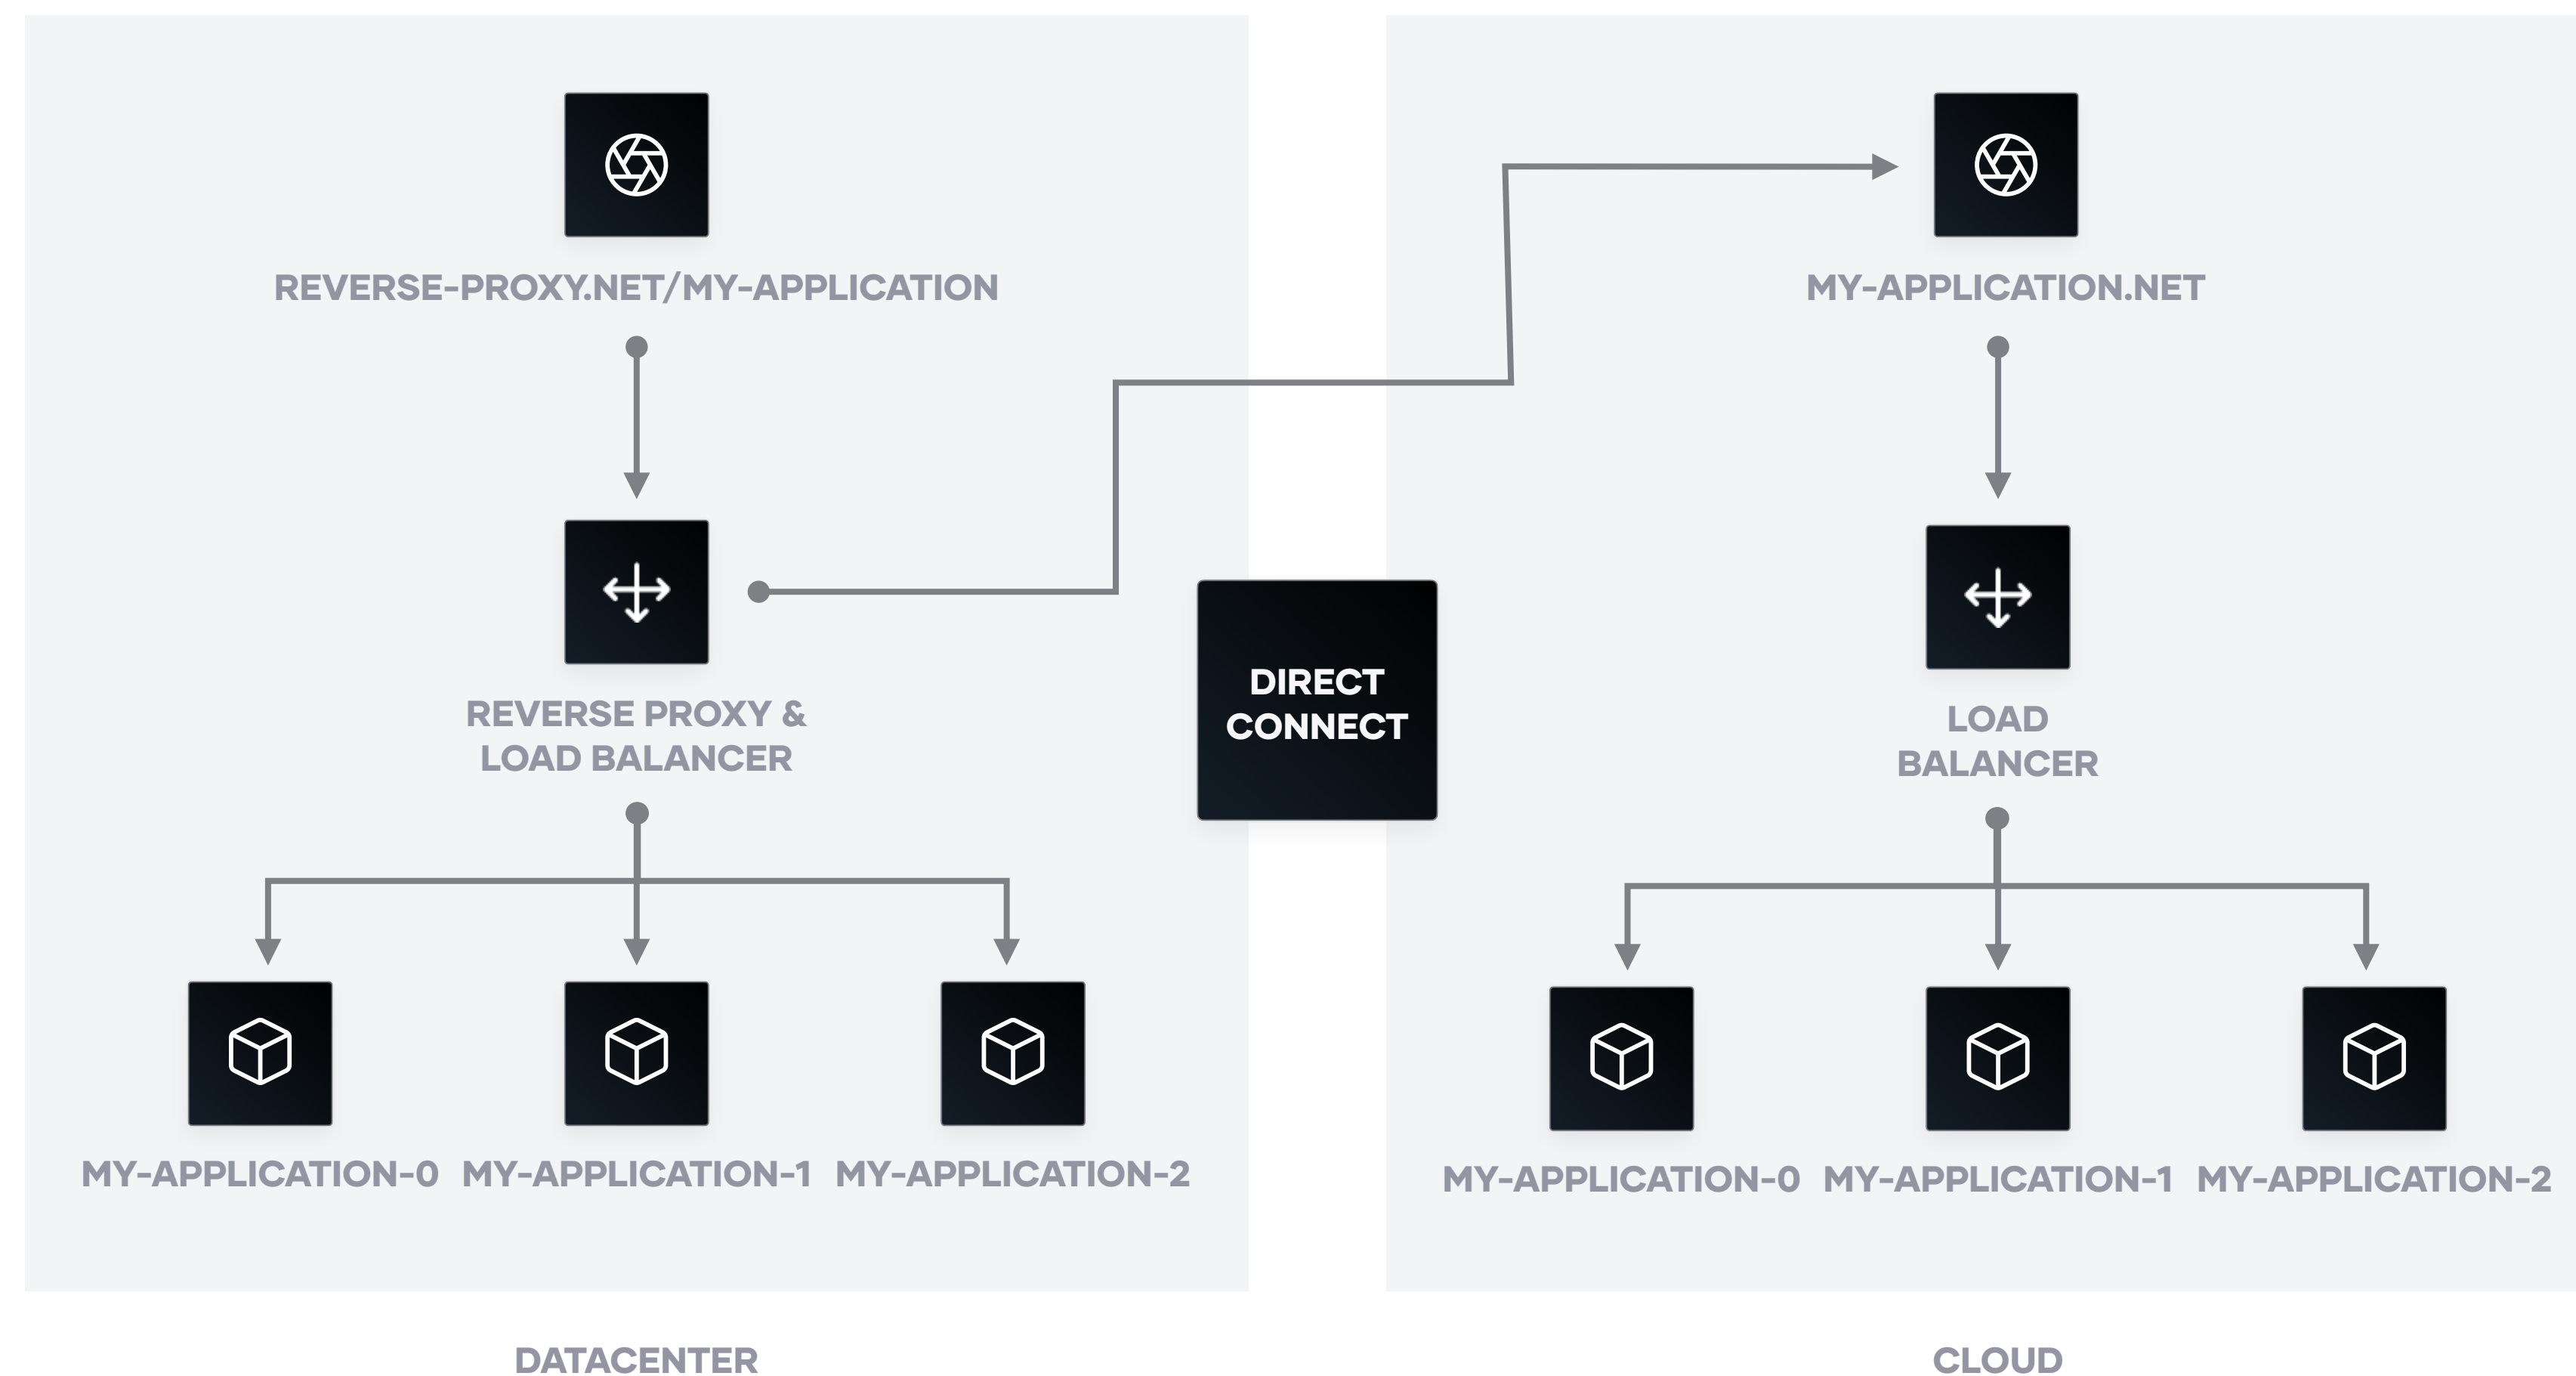 REVERSE-PROXY.NET/MY-APPLICATION
MY-APPLICATION.NET
REVERSE PROXY &
LOAD BALANCER
DIRECT
CONNECT
LOAD
BALANCER
MY-APPLICATION-0 MY-APPLICATION-1 MY-APPLICATION-2
MY-APPLICATION-0 MY-APPLICATION-1 MY-APPLICATION-2
DATACENTER
CLOUD